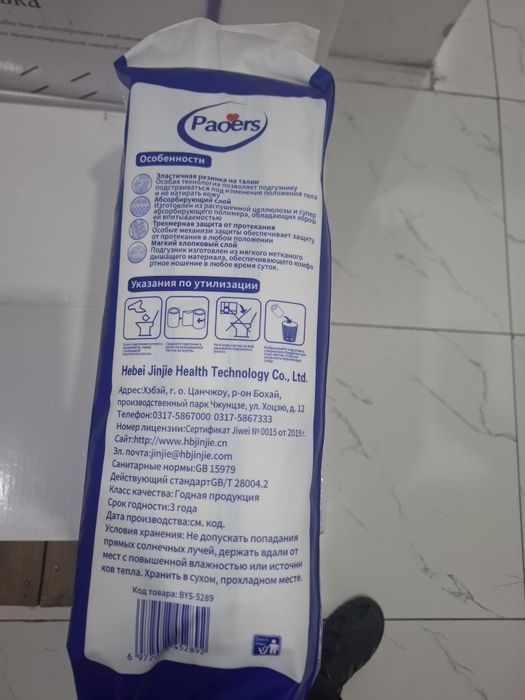 вка
Paoers
Особенности
Эластичная резинка на талии
Особая технология позволяет подгузнику
подстраиваться под изменение положения тела
и не натирать кожу
Абсорбирующий слой
Изготовлен из распушенной целлюлозы и супер
абсорбирующего полимера, обладающих хорош
ей впитываемостью
Трехмерная защита от протекания
Особые механизм защиты обеспечивает защиту
от протекания в любом положении
Мягкий хлопковый слой
Подгузник изготовлен из мягкого нетканого
дышащего материала, обеспечивающего комфо
ртное ношение в любое время суток.
Указания по утилизации
Hebei Jinjie Health Technology Co., Ltd.
Адрес:Хэбэй, г. о. Цанчжоу, р-он Бохай,
производственный парк Чжунцзе, ул. Хоцзю, д. 12
Телефон:0317-5867000 0317-5867333
Номер лицензии:Сертификат Jiwei № 0015 от 2019 г.
Сайт:http://www.hbjinjie.cn
Эл. почта:jinjie@hbjinjie.com
Санитарные нормы:GB 15979
Действующий стандартGB/T 28004.2
Класс качества: Годная продукция
Срок годности:3 года
Дата производства:см. код.
Условия хранения: Не допускать попадания
прямых солнечных лучей, держать вдали от
мест с повышенной влажностью или источни
ков тепла. Хранить в сухом, прохладном месте.
Код товара: BYS-5289